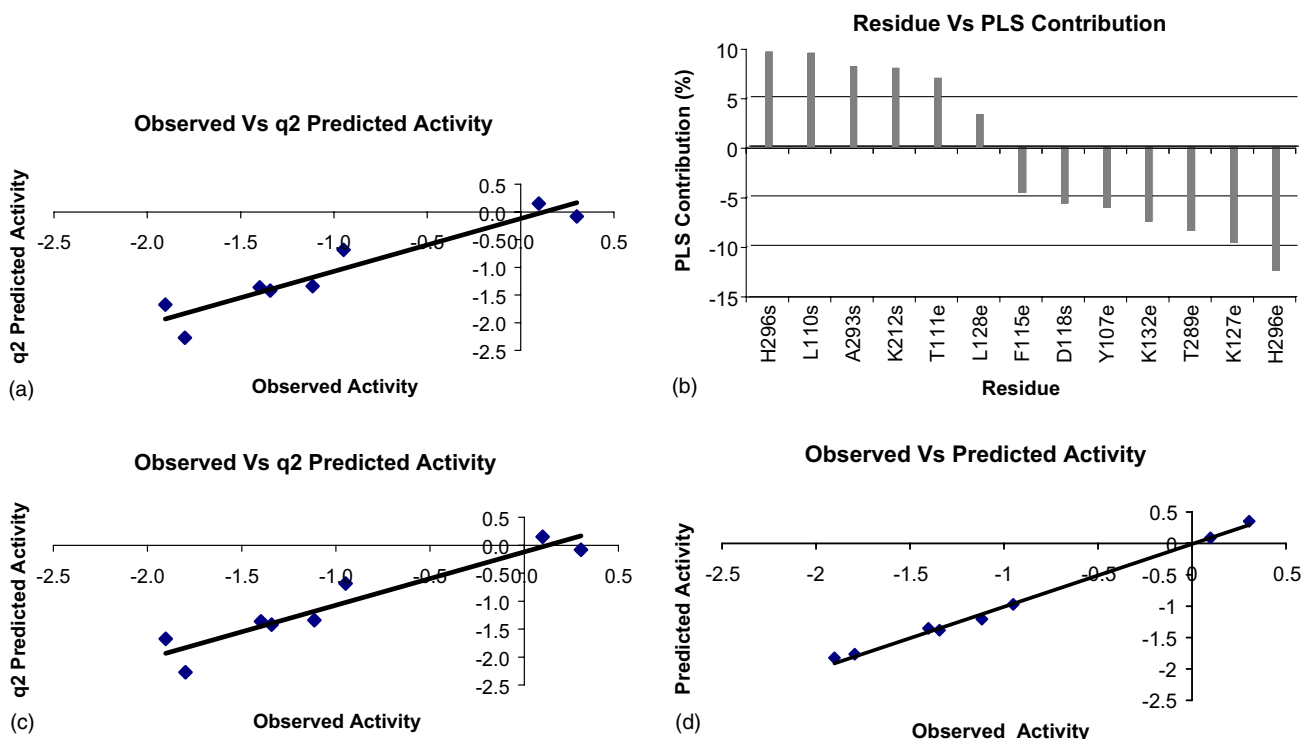 Observed Vs q2 Predicted Activity
q2 Predicted Activity
0.5
0.0
-2.5 -2.0 -1.5 -1.0 -0.5 0.0 0.5
-0.5
-1.0
-1.5
-2.0
-2.5
Observed Activity
(a)
Residue Vs PLS Contribution
PLS Contribution (%)
10
5
0
-5
-10
-15
H296s L110s A293s K212s T111e L128e F115e D118s Y107e K132e T289e K127e H296e
Residue
(b)
Observed Vs q2 Predicted Activity
q2 Predicted Activity
0.5
0.0
-2.5 -2.0 -1.5 -1.0 -0.5 0.0 0.5
-0.5
-1.0
-1.5
-2.0
-2.5
Observed Activity
(c)
Observed Vs Predicted Activity
Predicted Activity
0.5
0
-2.5 -2 -1.5 -1 -0.5 0 0.5
-0.5
-1
-1.5
-2
-2.5
Observed Activity
(d)